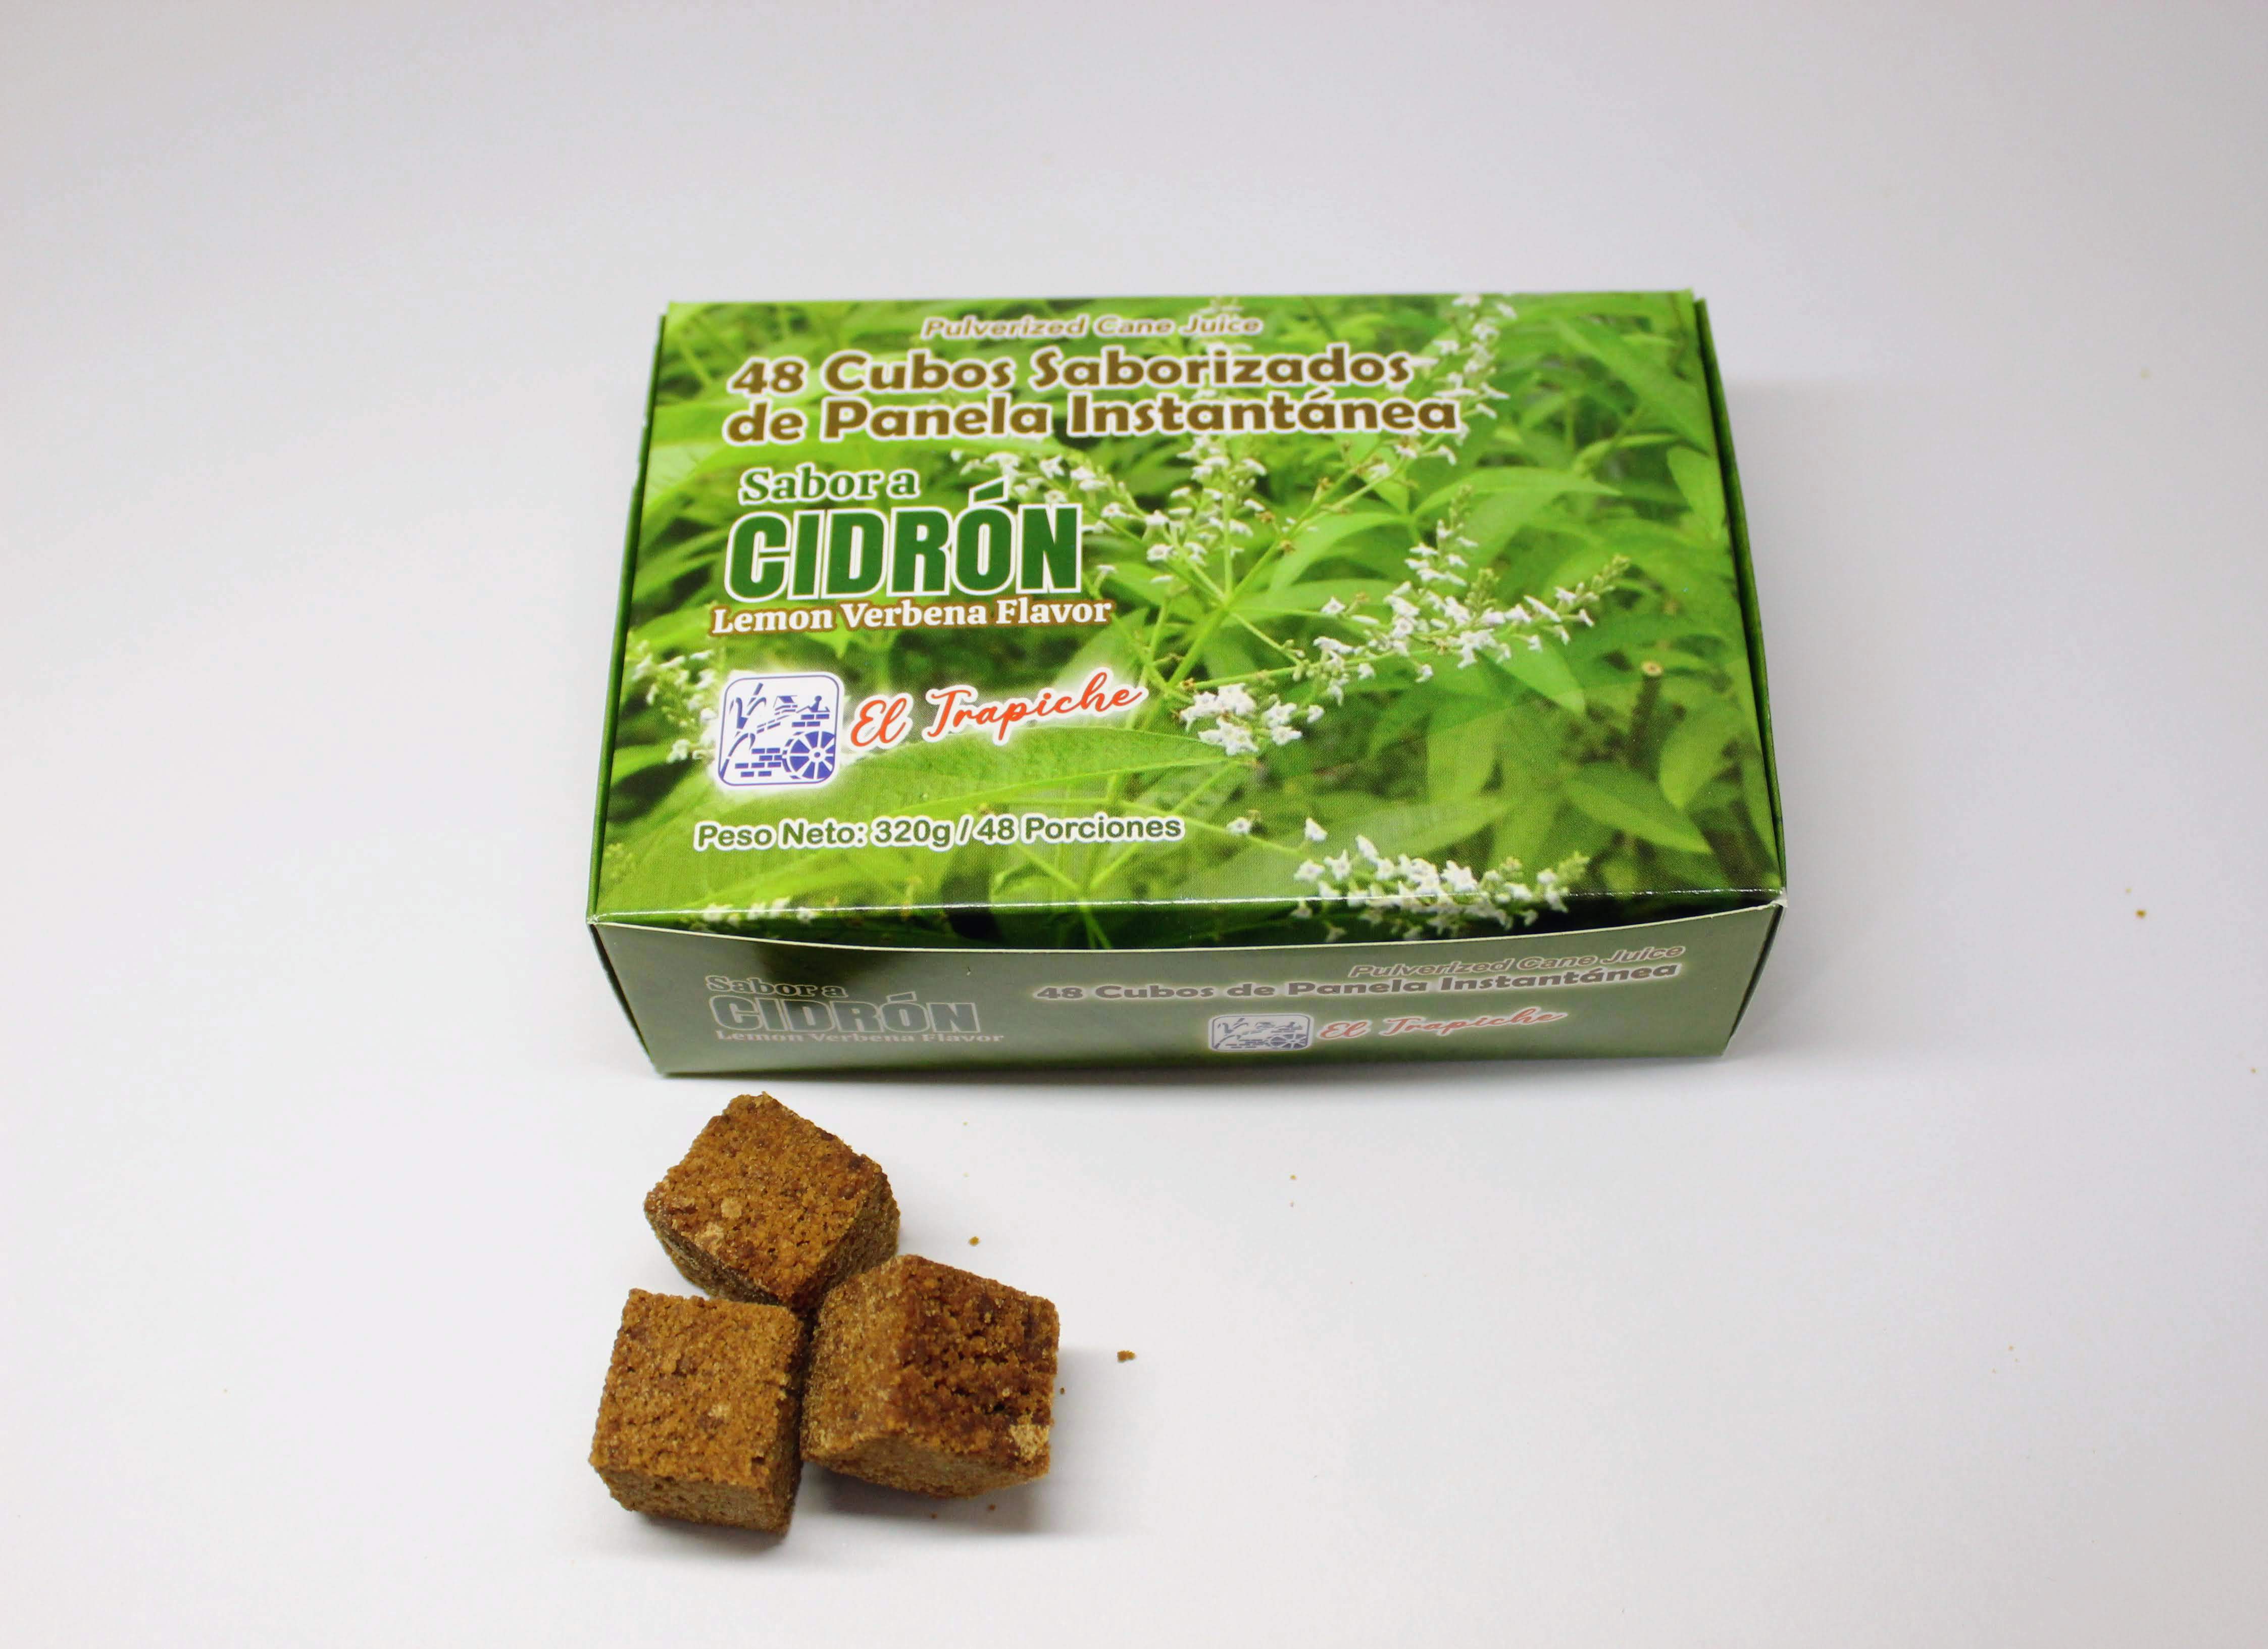 Pulverized Cane Juice
48 Cubos Saborizados
de Panela Instantánea
Sabor a
CIDRÓN
Lemon Verbena Flavor
El Trapiche
Peso Neto: 320g / 48 Porciones
Sabor a
CIDRÓN
Lemon Verbena Flavor
Pulverized Cane Juice
48 Cubos de Panela Instantánea
El Trapiche